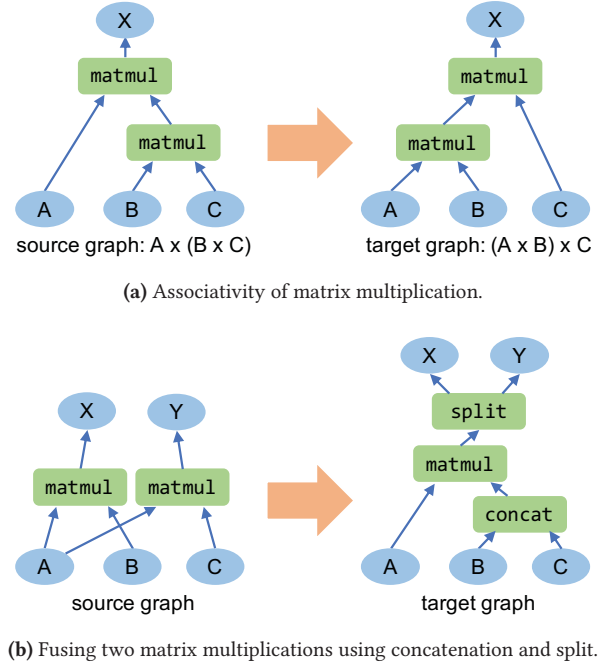 X X
matmul matmul
matmul matmul
A B C A B C
source graph: A x (B x C) target graph: (A x B) x C
(a) Associativity of matrix multiplication.
X Y
split
X Y
matmul
matmul matmul
concat
A B C A B C
source graph target graph
(b) Fusing two matrix multiplications using concatenation and split.